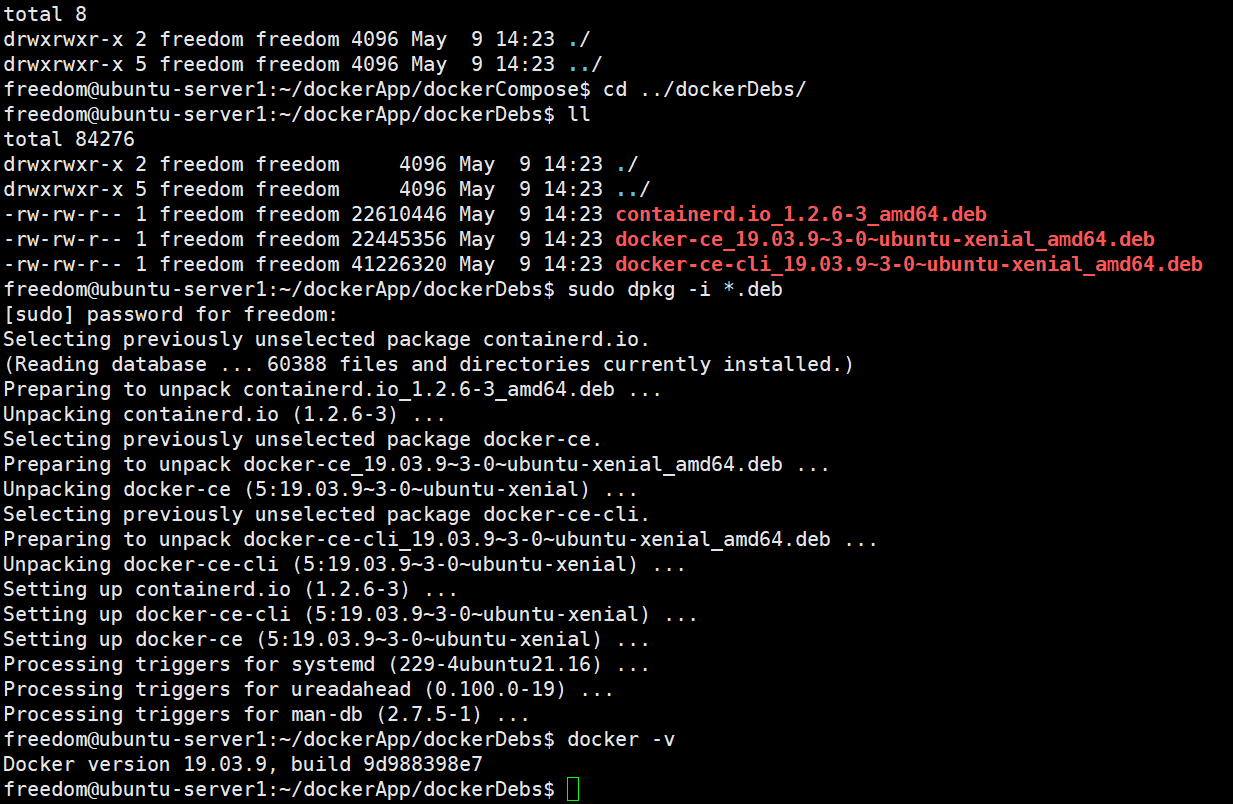 total 8
drwxrwxr-x 2 freedom freedom 4096 May  9 14:23 ./
drwxrwxr-x 5 freedom freedom 4096 May  9 14:23 ../
freedom@ubuntu-server1:~/dockerApp/dockerCompose$ cd ../dockerDebs/
freedom@ubuntu-server1:~/dockerApp/dockerDebs$ ll
total 84276
drwxrwxr-x 2 freedom freedom     4096 May  9 14:23 ./
drwxrwxr-x 5 freedom freedom     4096 May  9 14:23 ../
-rw-rw-r-- 1 freedom freedom 22610446 May  9 14:23 containerd.io_1.2.6-3_amd64.deb
-rw-rw-r-- 1 freedom freedom 22445356 May  9 14:23 docker-ce_19.03.9~3-0~ubuntu-xenial_amd64.deb
-rw-rw-r-- 1 freedom freedom 41226320 May  9 14:23 docker-ce-cli_19.03.9~3-0~ubuntu-xenial_amd64.deb
freedom@ubuntu-server1:~/dockerApp/dockerDebs$ sudo dpkg -i *.deb
[sudo] password for freedom:
Selecting previously unselected package containerd.io.
(Reading database ... 60388 files and directories currently installed.)
Preparing to unpack containerd.io_1.2.6-3_amd64.deb ...
Unpacking containerd.io (1.2.6-3) ...
Selecting previously unselected package docker-ce.
Preparing to unpack docker-ce_19.03.9~3-0~ubuntu-xenial_amd64.deb ...
Unpacking docker-ce (5:19.03.9~3-0~ubuntu-xenial) ...
Selecting previously unselected package docker-ce-cli.
Preparing to unpack docker-ce-cli_19.03.9~3-0~ubuntu-xenial_amd64.deb ...
Unpacking docker-ce-cli (5:19.03.9~3-0~ubuntu-xenial) ...
Setting up containerd.io (1.2.6-3) ...
Setting up docker-ce-cli (5:19.03.9~3-0~ubuntu-xenial) ...
Setting up docker-ce (5:19.03.9~3-0~ubuntu-xenial) ...
Processing triggers for systemd (229-4ubuntu21.16) ...
Processing triggers for ureadahead (0.100.0-19) ...
Processing triggers for man-db (2.7.5-1) ...
freedom@ubuntu-server1:~/dockerApp/dockerDebs$ docker -v
Docker version 19.03.9, build 9d988398e7
freedom@ubuntu-server1:~/dockerApp/dockerDebs$